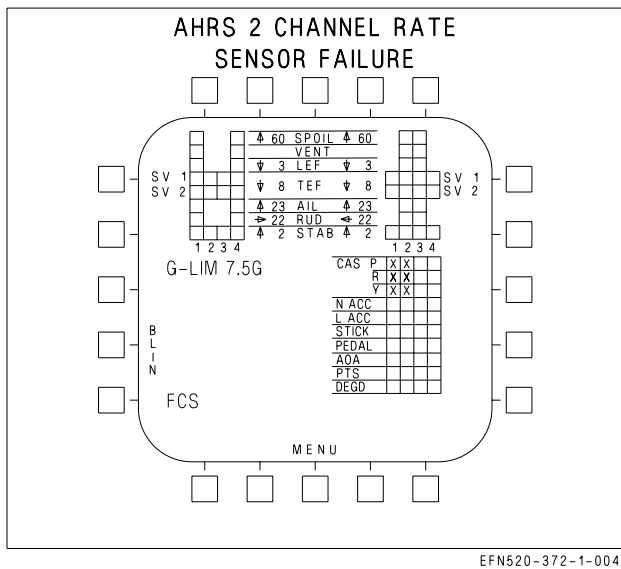 AHRS 2 CHANNEL RATE
SENSOR FAILURE
60 SPOIL 60
VENT
3 LEF 3
SV 1 SV 1
8 TEF 8
SV 2 SV 2
23 AIL 23
22 RUD 22
2 STAB 2
1 2 3 4 1 2 3 4
G-LIM 7.5G
CAS P X X
R X X
Y X X
N ACC
L ACC
STICK
PEDAL
AOA
PTS
DEGD
BLIN
FCS
MENU
EFN520-372-1-004